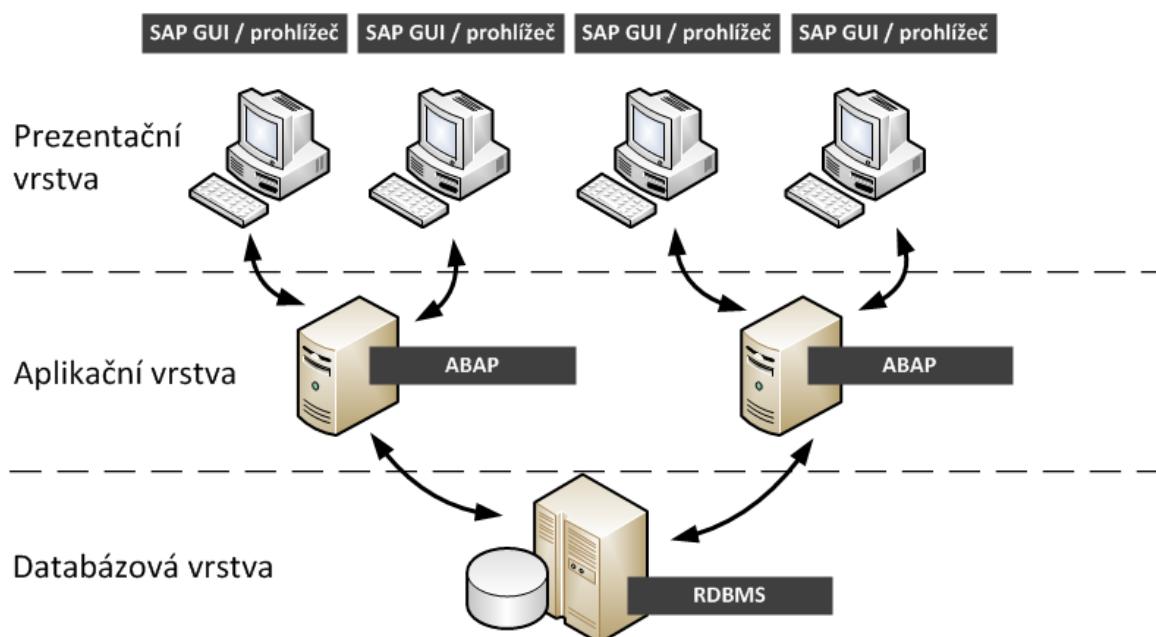 SAP GUI / prohlížeč
SAP GUI / prohlížeč
SAP GUI / prohlížeč
SAP GUI / prohlížeč
Prezentační
vrstva
Aplikační vrstva
ABAP
ABAP
Databázová vrstva
RDBMS